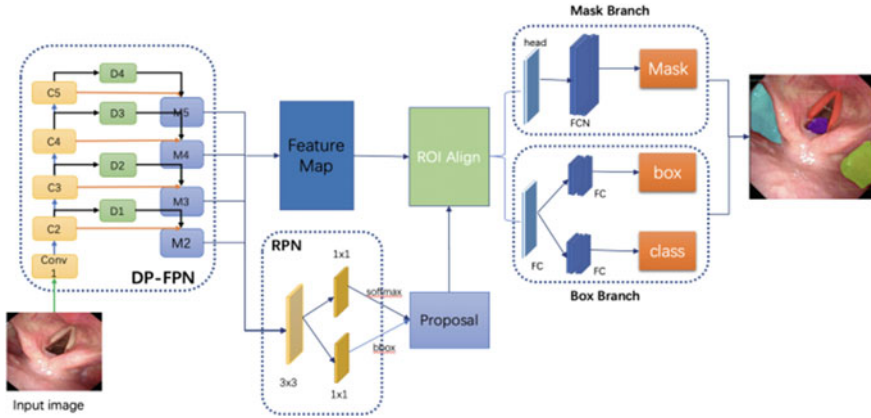 Mask Branch
head
FCN
Mask
D4
C5
M5
D3
C4
M4
D2
C3
M3
D1
C2
M2
Conv
1
DP-FPN
Feature
Map
ROI Align
FC
FC
FC
box
class
Box Branch
RPN
1x1
softmax
bbox
3x3
1x1
Proposal
Input image